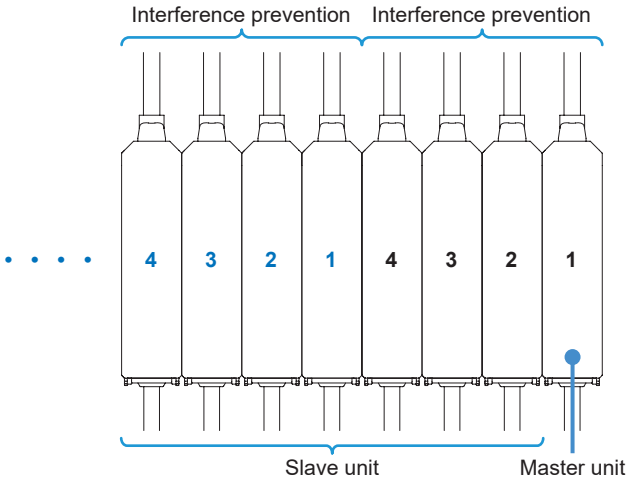 Interference prevention Interference prevention
4 3 2 1 4 3 2 1
Slave unit Master unit